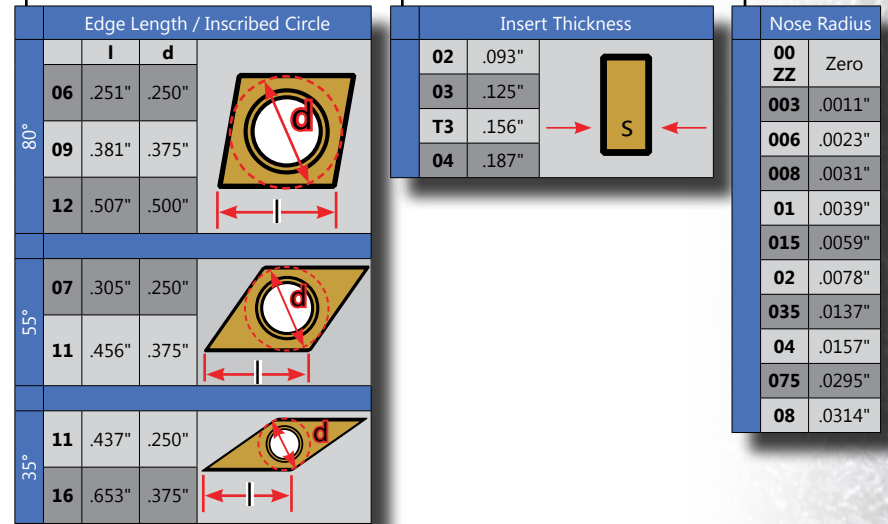 Edge Length / Inscribed Circle
l d
80°
06 .251" .250"
09 .381" .375"
12 .507" .500"
d
l
55°
07 .305" .250"
11 .456" .375"
d
l
35°
11 .437" .250"
16 .653" .375"
d
l
Insert Thickness
02 .093"
03 .125"
T3 .156"
04 .187"
s
Nose Radius
00
ZZ Zero
003 .0011"
006 .0023"
008 .0031"
01 .0039"
015 .0059"
02 .0078"
035 .0137"
04 .0157"
075 .0295"
08 .0314"